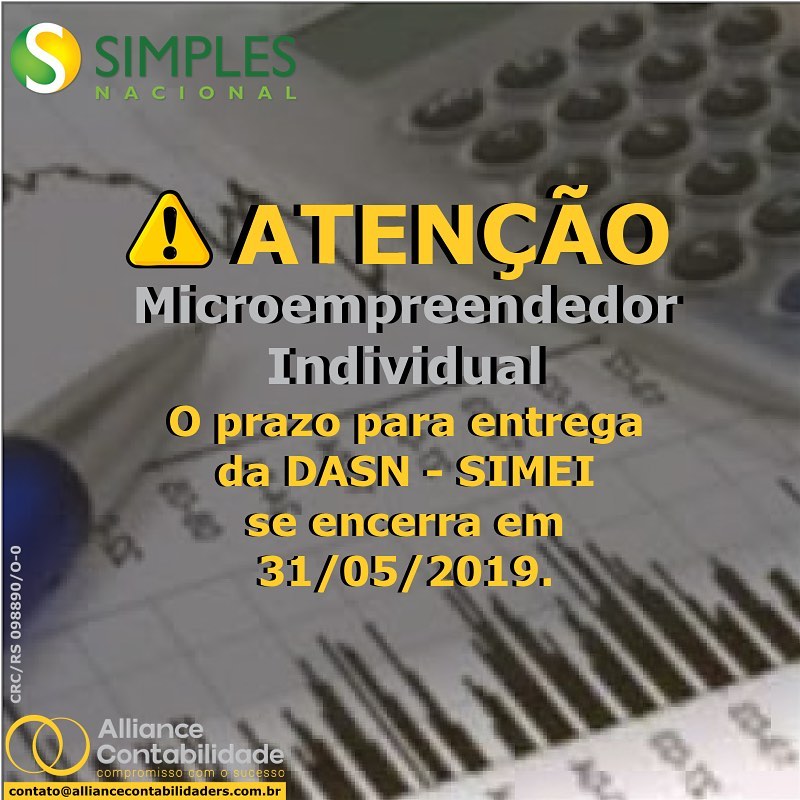 SIMPLES
NACIONAL
ATENÇÃO
Microempreendedor
Individual
O prazo para entrega
da DASN - SIMEI
se encerra em
31/05/2019.
CRC/RS 098890/O-0
Alliance
Contabilidade
compromisso com o sucesso
contato@alliancecontabilidaders.com.br